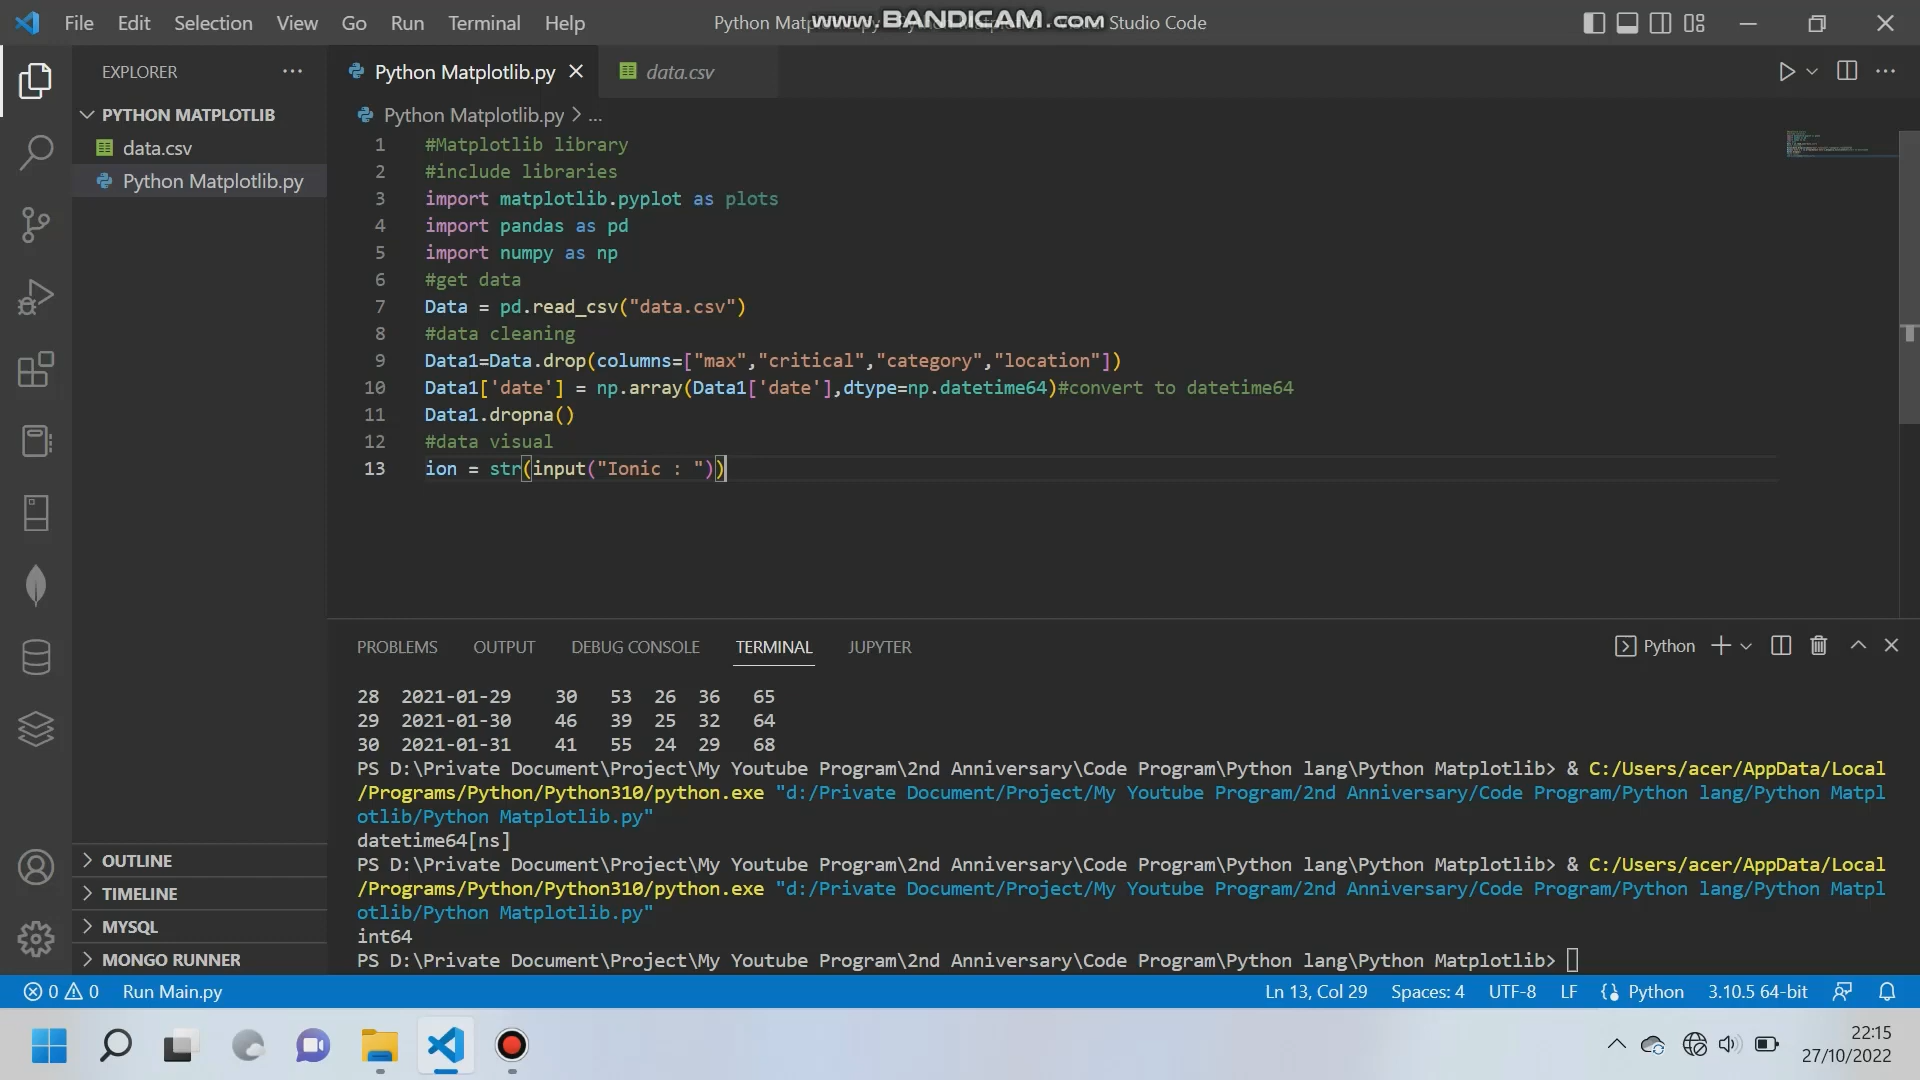 File Edit Selection View Go Run Terminal Help
Python Matp
www.BANDICAM.com
Studio Code
EXPLORER
PYTHON MATPLOTLIB
data.csv
Python Matplotlib.py
OUTLINE
TIMELINE
MYSQL
MONGO RUNNER
Python Matplotlib.py data.csv
Python Matplotlib.py > ...
1 #Matplotlib library
2 #include libraries
3 import matplotlib.pyplot as plots
4 import pandas as pd
5 import numpy as np
6 #get data
7 Data = pd.read_csv("data.csv")
8 #data cleaning
9 Data1=Data.drop(columns=["max","critical","category","location"])
10 Data1['date'] = np.array(Data1['date'],dtype=np.datetime64)#convert to datetime64
11 Data1.dropna()
12 #data visual
13 ion = str(input("Ionic : "))
PROBLEMS OUTPUT DEBUG CONSOLE TERMINAL JUPYTER
Python
28 2021-01-29 30 53 26 36 65
29 2021-01-30 46 39 25 32 64
30 2021-01-31 41 55 24 29 68
PS D:\Private Document\Project\My Youtube Program\2nd Anniversary\Code Program\Python lang\Python Matplotlib> & C:/Users/acer/AppData/Local
/Programs/Python/Python310/python.exe "d:/Private Document/Project/My Youtube Program/2nd Anniversary/Code Program/Python lang/Python Matpl
otlib/Python Matplotlib.py"
datetime64[ns]
PS D:\Private Document\Project\My Youtube Program\2nd Anniversary\Code Program\Python lang\Python Matplotlib> & C:/Users/acer/AppData/Local
/Programs/Python/Python310/python.exe "d:/Private Document/Project/My Youtube Program/2nd Anniversary/Code Program/Python lang/Python Matpl
otlib/Python Matplotlib.py"
int64
PS D:\Private Document\Project\My Youtube Program\2nd Anniversary\Code Program\Python lang\Python Matplotlib>
0 0 Run Main.py
Ln 13, Col 29 Spaces: 4 UTF-8 LF Python 3.10.5 64-bit
22:15
27/10/2022